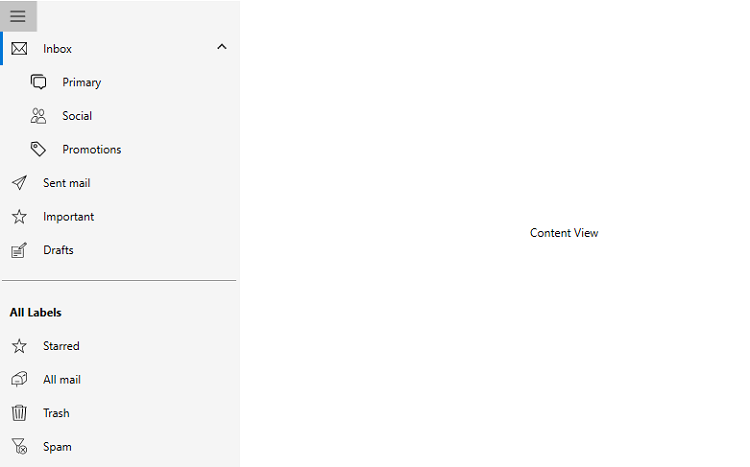 Inbox
Primary
Social
Promotions
Sent mail
Important
Content View
Drafts
All Labels
Starred
All mail
Trash
Spam